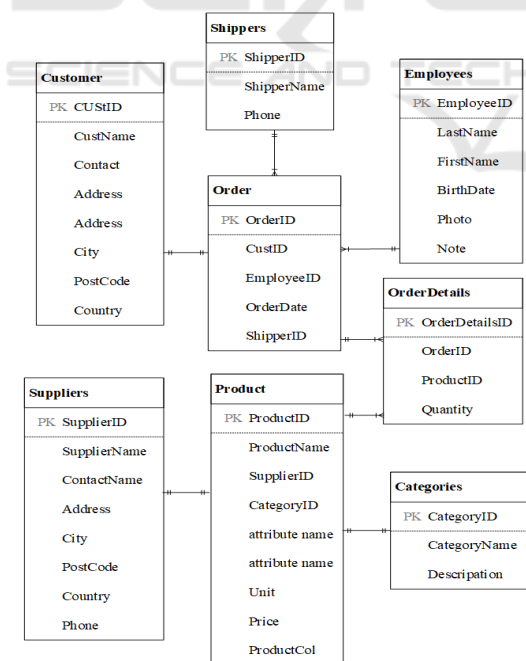 SCIENCE AND TECH
Shippers
PK ShipperID
ShipperName
Phone
Customer
PK CUStID
CustName
Contact
Address
Address
City
PostCode
Country
Employees
PK EmployeeID
LastName
FirstName
BirthDate
Photo
Note
Order
PK OrderID
CustID
EmployeeID
OrderDate
ShipperID
OrderDetails
PK OrderDetailsID
OrderID
ProductID
Quantity
Suppliers
PK SupplierID
SupplierName
ContactName
Address
City
PostCode
Country
Phone
Product
PK ProductID
ProductName
SupplierID
CategoryID
attribute name
attribute name
Unit
Price
ProductCol
Categories
PK CategoryID
CategoryName
Descripation